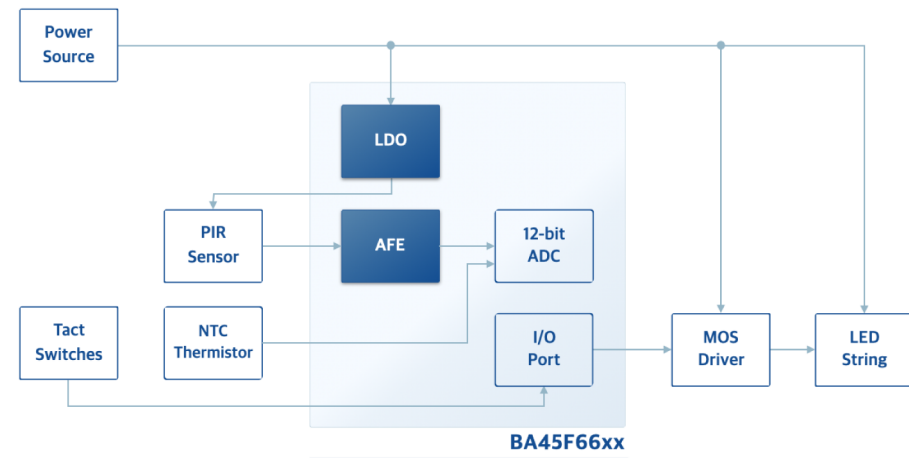 Power
Source
LDO
PIR
Sensor
AFE
12-bit
ADC
Tact
Switches
NTC
Thermistor
I/O
Port
MOS
Driver
LED
String
BA45F66xx